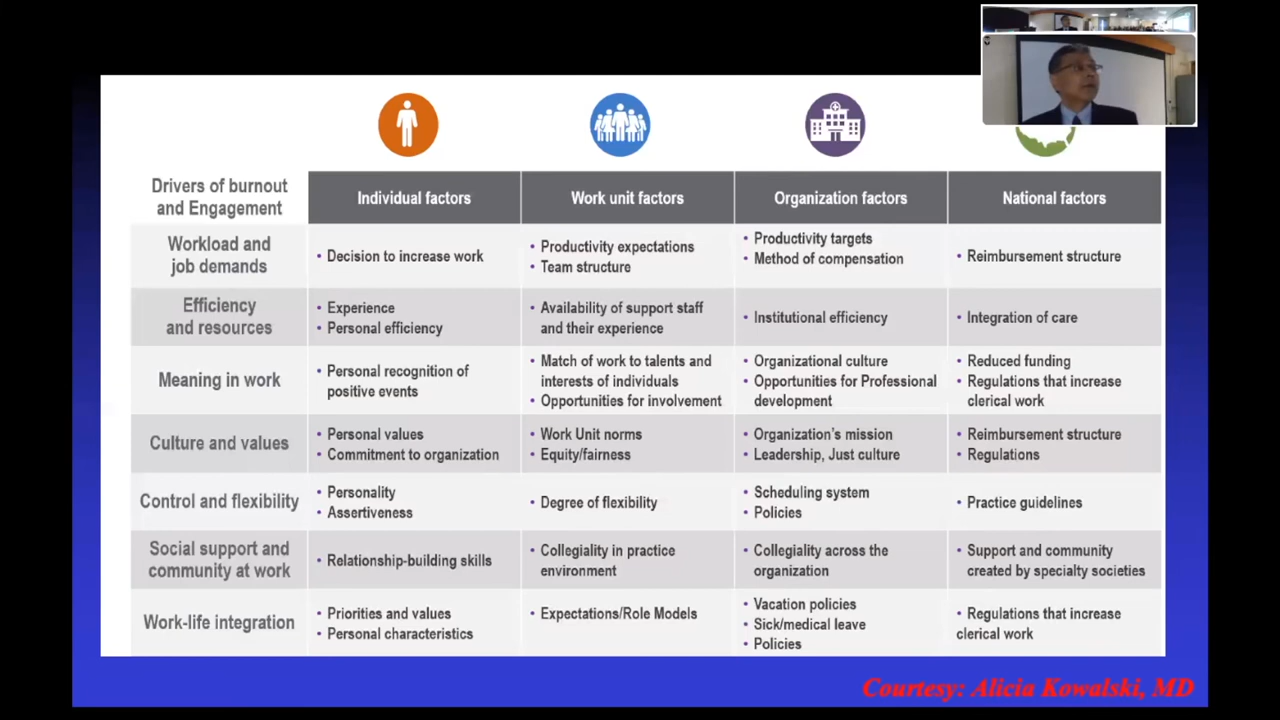 Drivers of burnout
and Engagement
Individual factors
Work unit factors
Organization factors
National factors
Workload and
job demands
• Decision to increase work
• Productivity expectations
• Team structure
• Productivity targets
• Method of compensation
• Reimbursement structure
Efficiency
and resources
• Experience
• Personal efficiency
• Availability of support staff
and their experience
• Institutional efficiency
• Integration of care
Meaning in work
• Personal recognition of
positive events
• Match of work to talents and
interests of individuals
• Opportunities for involvement
• Organizational culture
• Opportunities for Professional
development
• Reduced funding
• Regulations that increase
clerical work
Culture and values
• Personal values
• Commitment to organization
• Work Unit norms
• Equity/fairness
• Organization's mission
• Leadership, Just culture
• Reimbursement structure
• Regulations
Control and flexibility
• Personality
• Assertiveness
• Degree of flexibility
• Scheduling system
• Policies
• Practice guidelines
Social support and
community at work
• Relationship-building skills
• Collegiality in practice
environment
• Collegiality across the
organization
• Support and community
created by specialty societies
Work-life integration
• Priorities and values
• Personal characteristics
• Expectations/Role Models
• Vacation policies
• Sick/medical leave
• Policies
• Regulations that increase
clerical work
Courtesy: Alicia Kowalski, MD